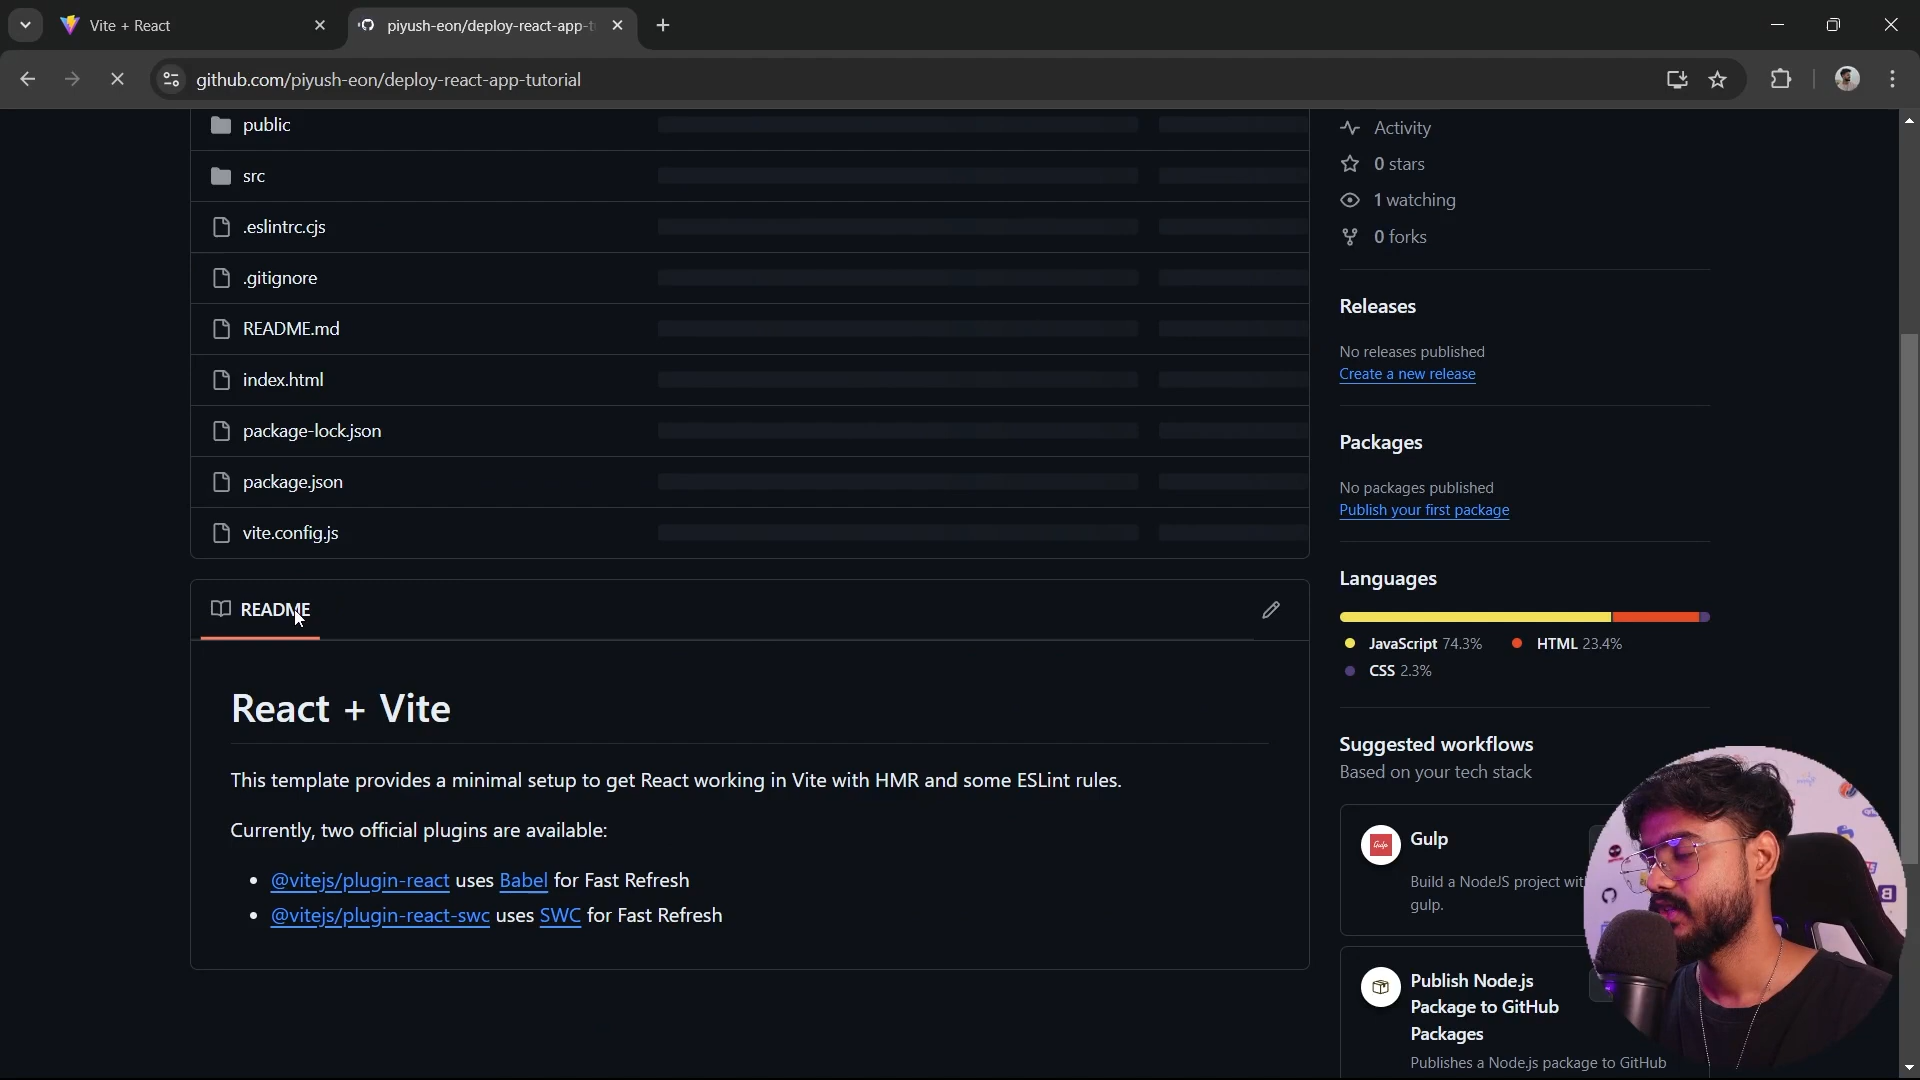 Vite + React
piyush-eon/deploy-react-app-t
github.com/piyush-eon/deploy-react-app-tutorial
public
src
.eslintrc.cjs
.gitignore
README.md
index.html
package-lock.json
package.json
vite.config.js
README
React + Vite
This template provides a minimal setup to get React working in Vite with HMR and some ESLint rules.
Currently, two official plugins are available:
@vitejs/plugin-react uses Babel for Fast Refresh
@vitejs/plugin-react-swc uses SWC for Fast Refresh
Activity
0 stars
1 watching
0 forks
Releases
No releases published
Create a new release
Packages
No packages published
Publish your first package
Languages
JavaScript 74.3% HTML 23.4%
CSS 2.3%
Suggested workflows
Based on your tech stack
Gulp
Gulp
Build a NodeJS project
gulp.
Publish Node.js
Package to GitHub
Packages
Publishes a Node.js package to GitHub